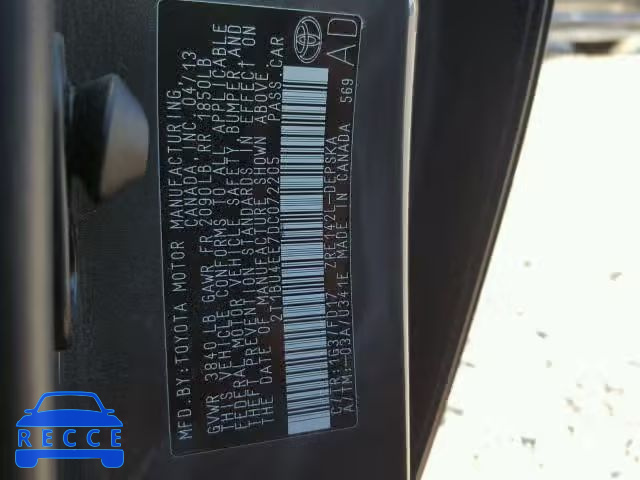 MFD.BY:TOYOTA MOTOR MANUFACTURING
CANADA,INC. 04/13
GVWR 3840 LB GAWR FR 2090LB RR 1850LB
THIS VEHICLE CONFORMS TO ALL APPLICABLE
FEDERAL MOTOR VEHICLE SAFETY, BUMPER, AND
THEFT PREVENTION STANDARDS IN EFFECT ON
THE DATE OF MANUFACTURE SHOWN ABOVE.
2T1BU4EE7DC072205 PASS.CAR
C/TR: 1G3/FD17 ZRE142L-DEPSKA
A/TM: -03A/U341E MADE IN CANADA 569
AD
RECCE